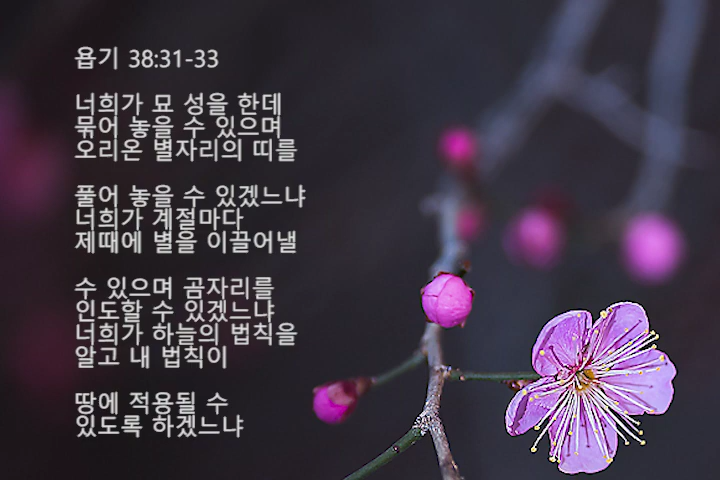 욥기 38:31-33
너희가 묘 성을 한데
묶어 놓을 수 있으며
오리온 별자리의 띠를
풀어 놓을 수 있겠느냐
너희가 계절마다
제때에 별을 이끌어낼
수 있으며 곰자리를
인도할 수 있겠느냐
너희가 하늘의 법칙을
알고 내 법칙이
땅에 적용될 수
있도록 하겠느냐